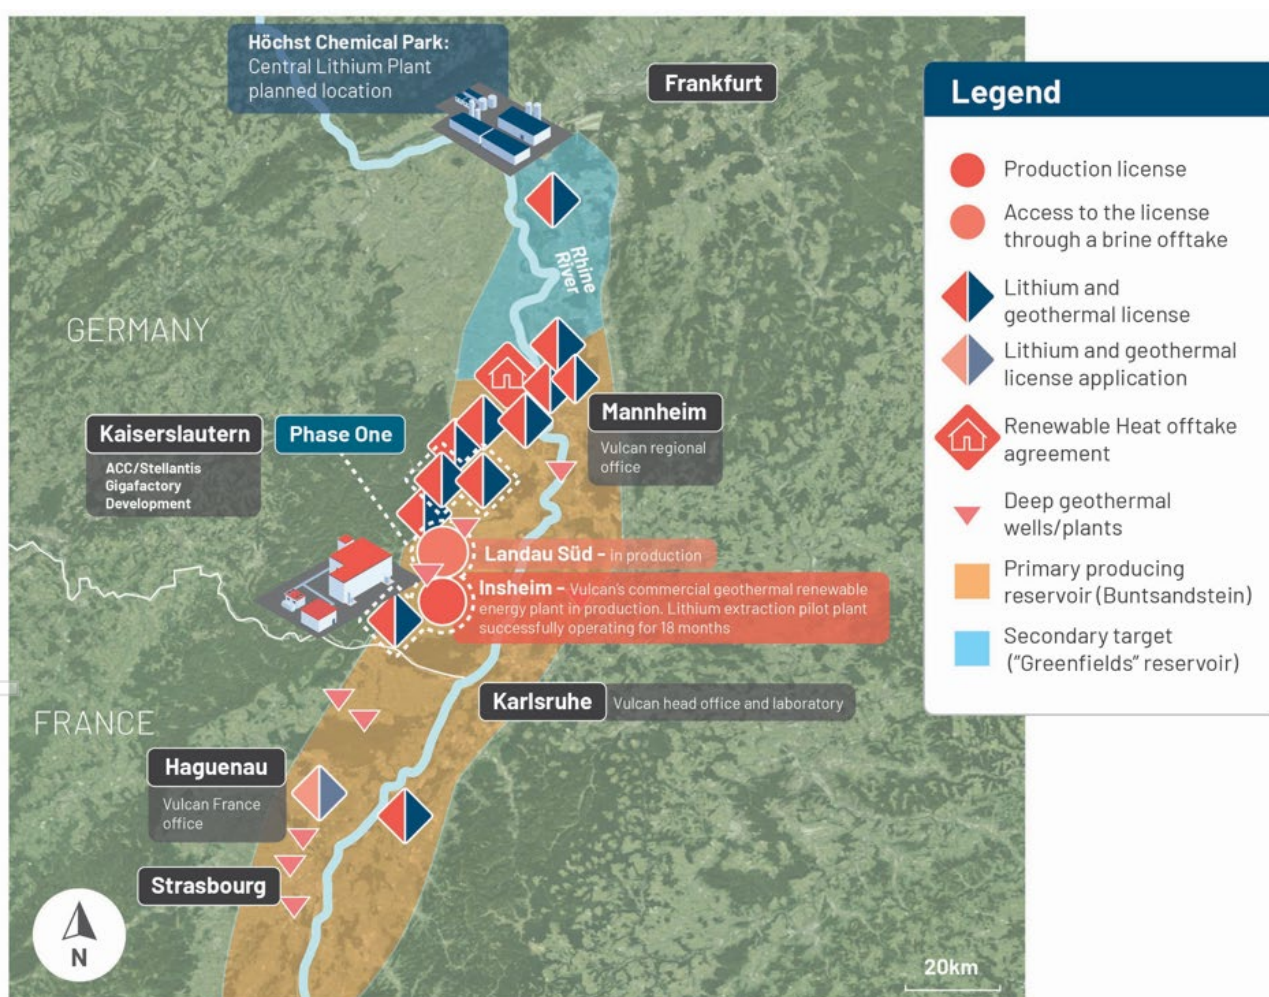 Höchst Chemical Park:
Central Lithium Plant
planned location
Frankfurt
Rhine
River
GERMANY
Kaiserslautern
ACC/Stellantis
Gigafactory
Development
Phase One
Mannheim
Vulcan regional
office
Landau Süd - in production
Insheim - Vulcan's commercial geothermal renewable
energy plant in production. Lithium extraction pilot plant
successfully operating for 18 months
Karlsruhe
Vulcan head office and laboratory
FRANCE
Haguenau
Vulcan France
office
Strasbourg
N
20km
Legend
Production license
Access to the license
through a brine offtake
Lithium and
geothermal license
Lithium and geothermal
license application
Renewable Heat offtake
agreement
Deep geothermal
wells/plants
Primary producing
reservoir (Buntsandstein)
Secondary target
("Greenfields" reservoir)